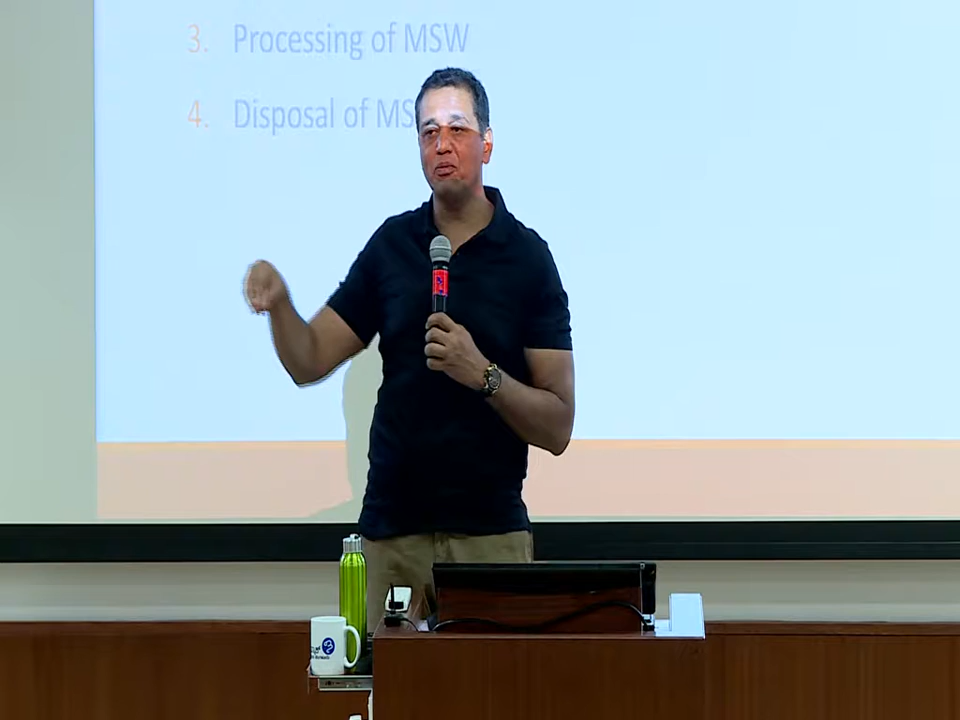 3. Processing of MSW
4. Disposal of MS